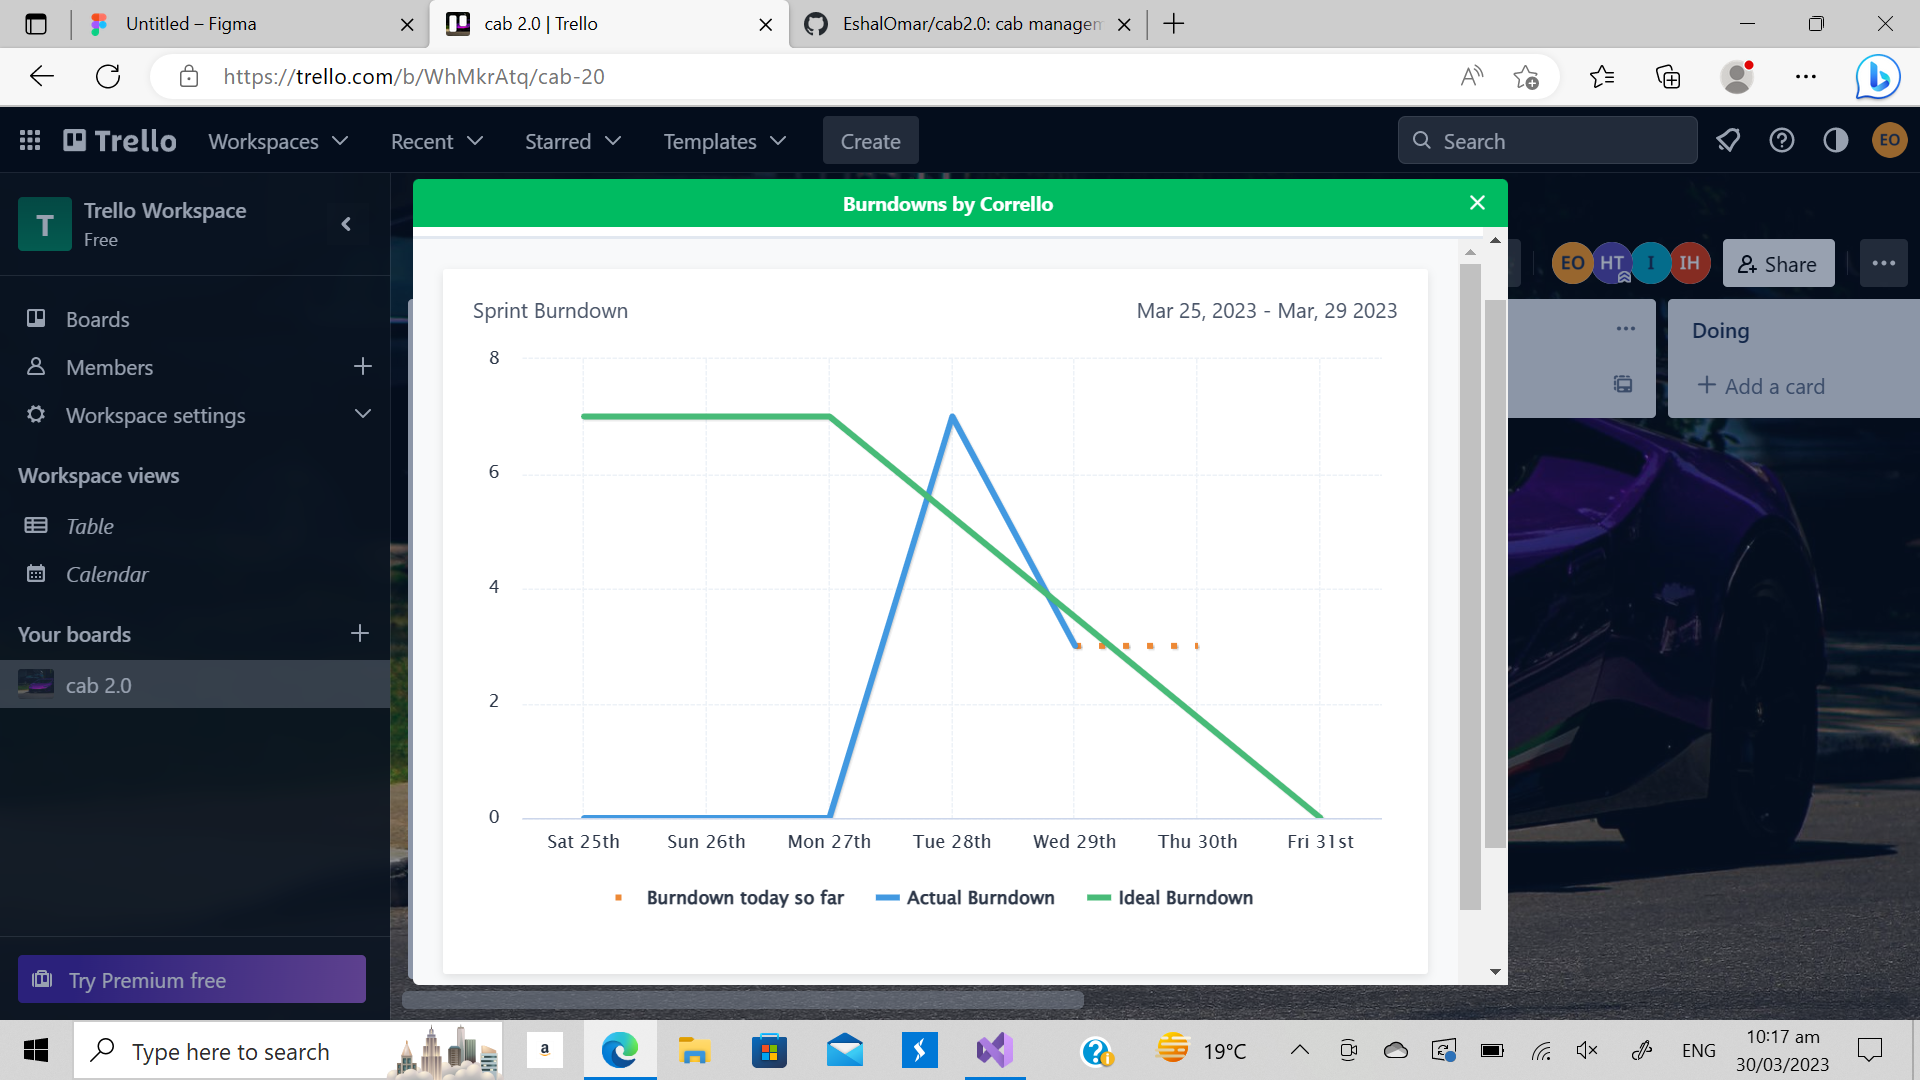 Untitled – Figma
cab 2.0 | Trello
EshalOmar/cab2.0: cab managem
https://trello.com/b/WhMkrAtq/cab-20
Trello
Workspaces
Recent
Starred
Templates
Create
Search
EO
T
Trello Workspace
Free
Boards
Members
Workspace settings
Workspace views
Table
Calendar
Your boards
cab 2.0
Try Premium free
Burndowns by Corrello
EO HT I IH
Share
Doing
Add a card
Sprint Burndown
Mar 25, 2023 - Mar, 29 2023
8
6
4
2
0
Sat 25th Sun 26th Mon 27th Tue 28th Wed 29th Thu 30th Fri 31st
Burndown today so far Actual Burndown Ideal Burndown
Type here to search
a
19°C
ENG
10:17 am
30/03/2023